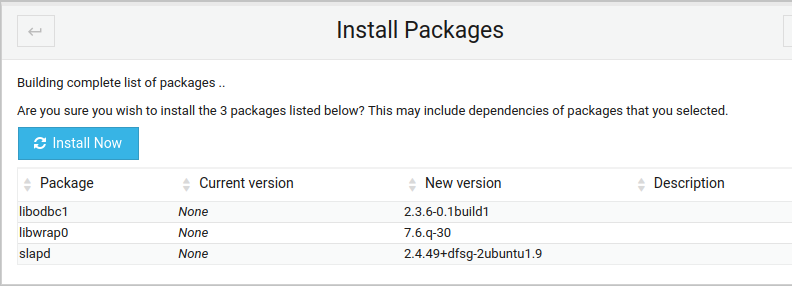 Install Packages
Building complete list of packages ..
Are you sure you wish to install the 3 packages listed below? This may include dependencies of packages that you selected.
Install Now
Package Current version New version Description
libodbc1 None 2.3.6-0.1build1
libwrap0 None 7.6.q-30
slapd None 2.4.49+dfsg-2ubuntu1.9